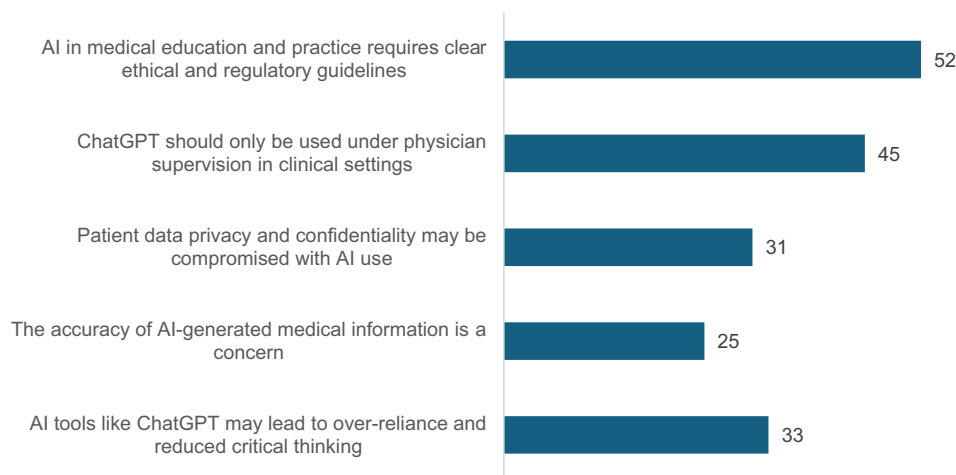 AI in medical education and practice requires clear
ethical and regulatory guidelines
52
ChatGPT should only be used under physician
supervision in clinical settings
45
Patient data privacy and confidentiality may be
compromised with AI use
31
The accuracy of AI-generated medical information is a
concern
25
AI tools like ChatGPT may lead to over-reliance and
reduced critical thinking
33